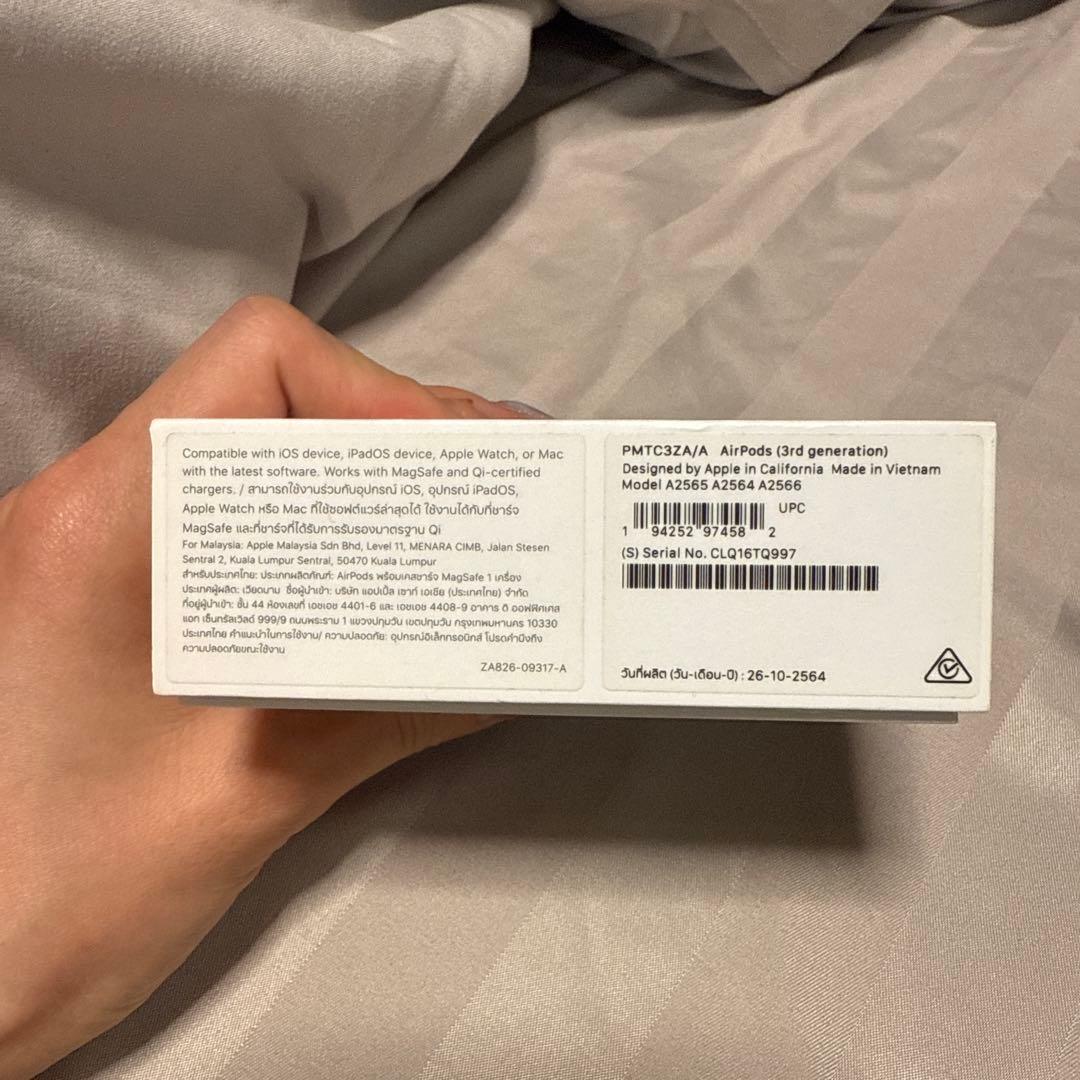 Compatible with iOS device, iPadOS device, Apple Watch, or Mac
with the latest software. Works with MagSafe and Qi-certified
chargers. / สามารถใช้งานร่วมกับอุปกรณ์ iOS, อุปกรณ์ iPadOS,
Apple Watch หรือ Mac ที่ใช้ซอฟต์แวร์ล่าสุดได้ ใช้งานได้กับที่ชาร์จ
MagSafe และที่ชาร์จที่ได้รับการรับรองมาตรฐาน Qi
For Malaysia: Apple Malaysia Sdn Bhd, Level 11, MENARA CIMB, Jalan Stesen
Sentral 2, Kuala Lumpur Sentral, 50470 Kuala Lumpur
สำหรับประเทศไทย: ประเภทผลิตภัณฑ์: AirPods พร้อมเคสชาร์จ MagSafe 1 เครื่อง
ประเทศผู้ผลิต: เวียดนาม ชื่อผู้นำเข้า: บริษัท แอปเปิ้ล เซาท์ เอเชีย (ประเทศไทย) จำกัด
ที่อยู่ผู้นำเข้า: ชั้น 44 ห้องเลขที่ เอชเอช 4401-6 และ เอชเอช 4408-9 อาคาร ดิ ออฟฟิศเศส
แอท เซ็นทรัลเวิลด์ 999/9 ถนนพระราม 1 แขวงปทุมวัน เขตปทุมวัน กรุงเทพมหานคร 10330
ประเทศไทย คำแนะนำในการใช้งาน/ ความปลอดภัย: อุปกรณ์อิเล็กทรอนิกส์ โปรดคำนึงถึง
ความปลอดภัยขณะใช้งาน
ZA826-09317-A
PMTC3ZA/A AirPods (3rd generation)
Designed by Apple in California Made in Vietnam
Model A2565 A2564 A2566
UPC
1 94252 97458 2
(S) Serial No. CLQ16TQ997
วันที่ผลิต (วัน-เดือน-ปี) : 26-10-2564